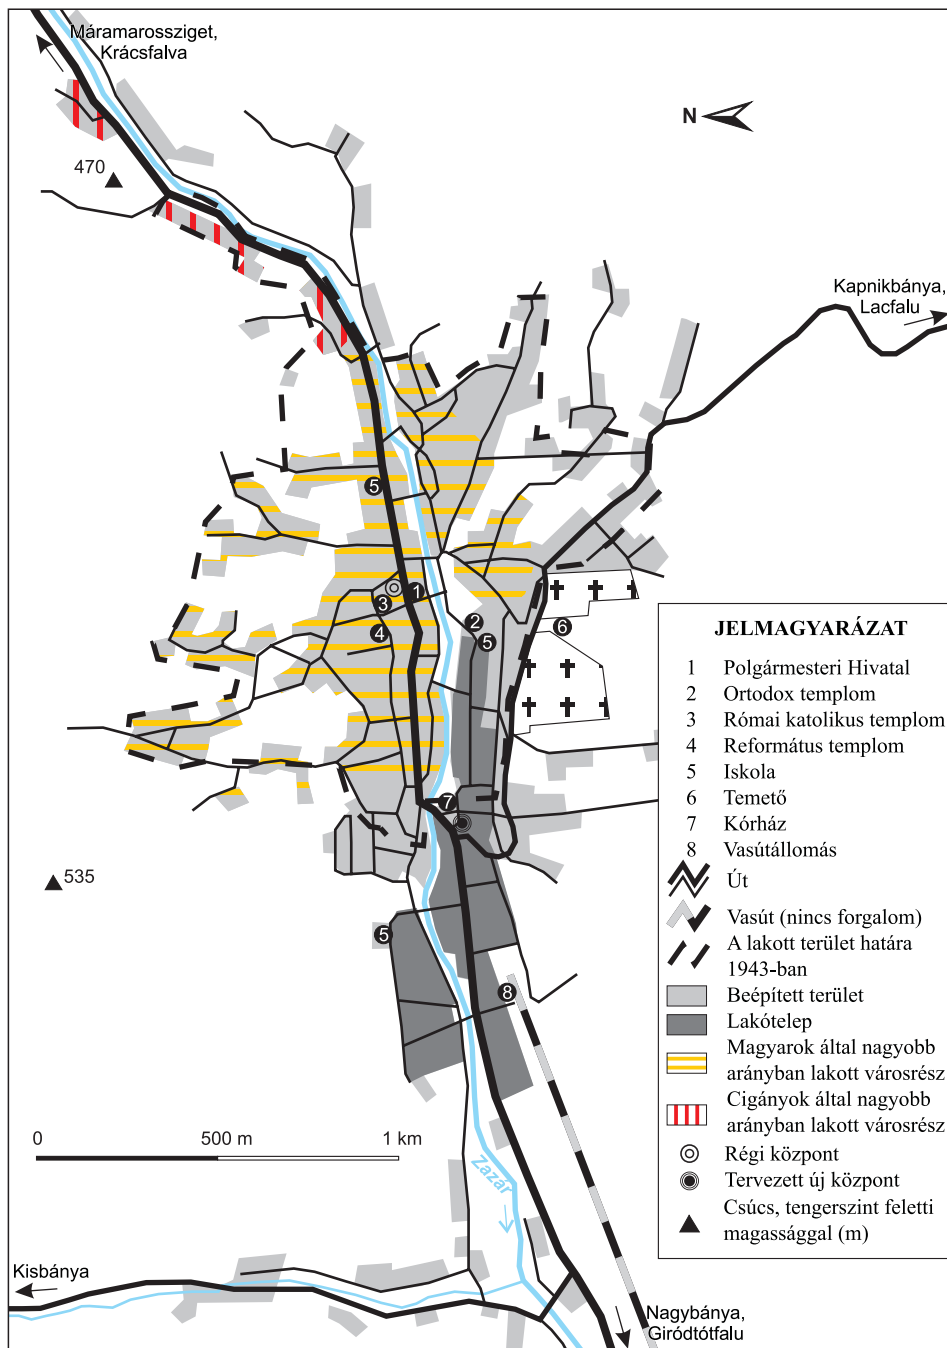 Máramarossziget,
Krácsfalva
N
470
Kapnikbánya,
Lacfalu
5
1
3
2
4
5
6
7
535
5
8
JELMAGYARÁZAT
1 Polgármesteri Hivatal
2 Ortodox templom
3 Római katolikus templom
4 Református templom
5 Iskola
6 Temető
7 Kórház
8 Vasútállomás
Út
Vasút (nincs forgalom)
A lakott terület határa
1943-ban
Beépített terület
Lakótelep
Magyarok által nagyobb
arányban lakott városrész
Cigányok által nagyobb
arányban lakott városrész
Régi központ
Tervezett új központ
Csúcs, tengerszint feletti
magassággal (m)
0 500 m 1 km
Zazár
Kisbánya
Nagybánya,
Giródtótfalu